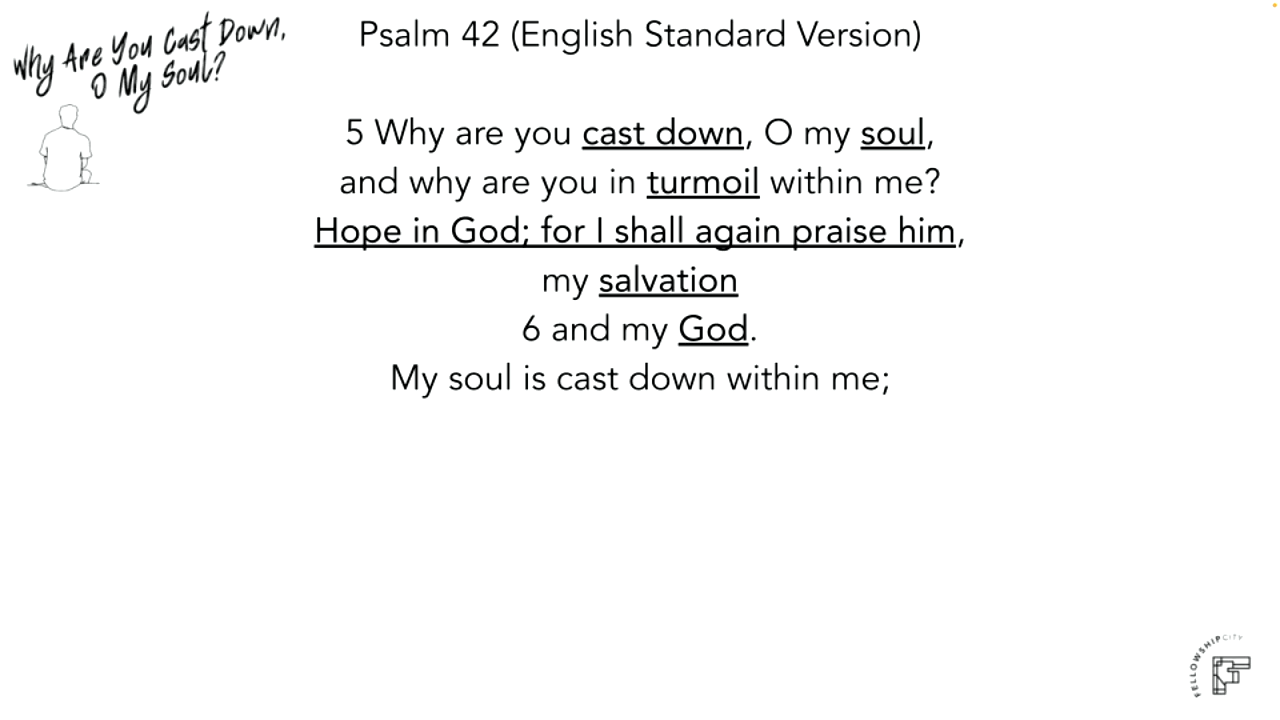 Why Are You Cast Down,
O My Soul?
Psalm 42 (English Standard Version)
5 Why are you cast down, O my soul,
and why are you in turmoil within me?
Hope in God; for I shall again praise him,
my salvation
6 and my God.
My soul is cast down within me;
FELLOWSHIPCITY